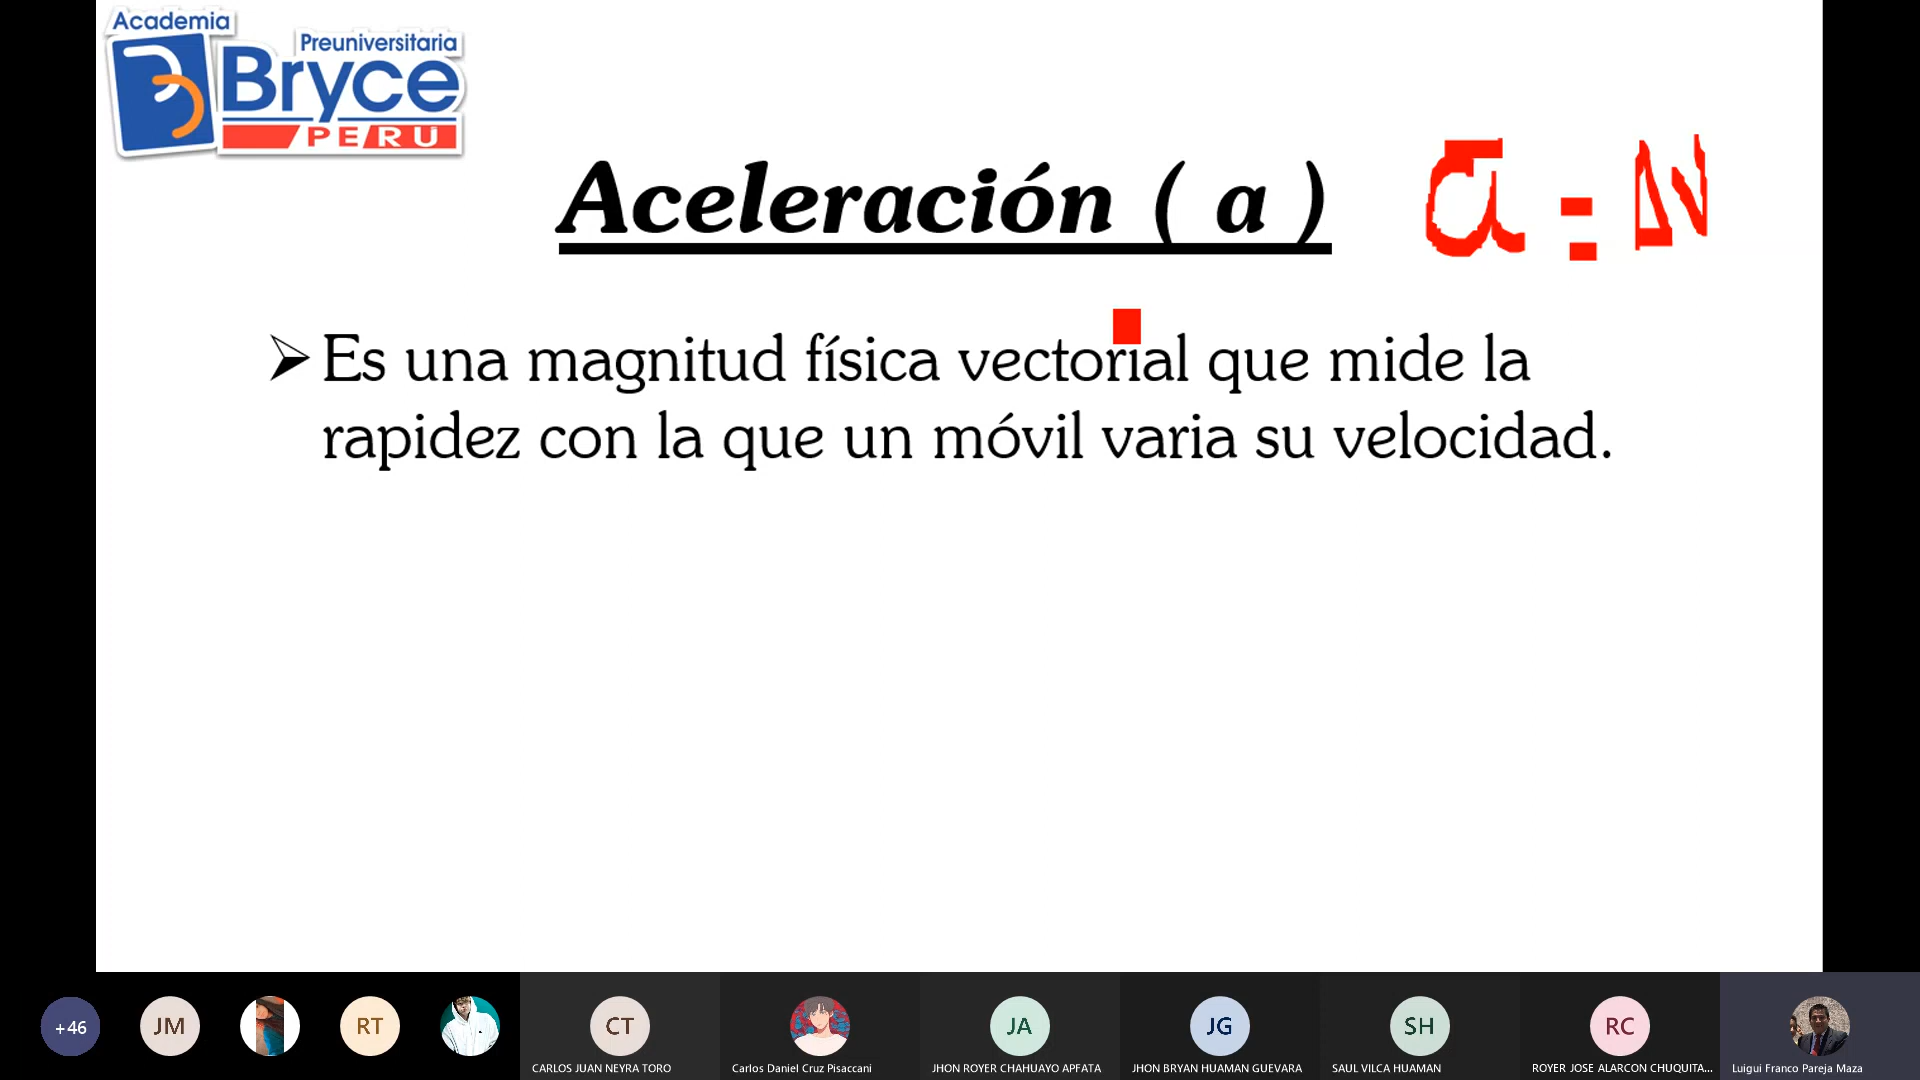 Academia
Preuniversitaria
Bryce
PERÚ
Aceleración ( a )
a =
➢ Es una magnitud física vectorial que mide la
rapidez con la que un móvil varia su velocidad.
+46
JM
RT
CT
JA
JG
SH
RC
CARLOS JUAN NEYRA TORO
Carlos Daniel Cruz Pisaccani
JHON ROYER CHAHUAYO APFATA
JHON BRYAN HUAMAN GUEVARA
SAUL VILCA HUAMAN
ROYER JOSE ALARCON CHUQUITA...
Luigui Franco Pareja Maza